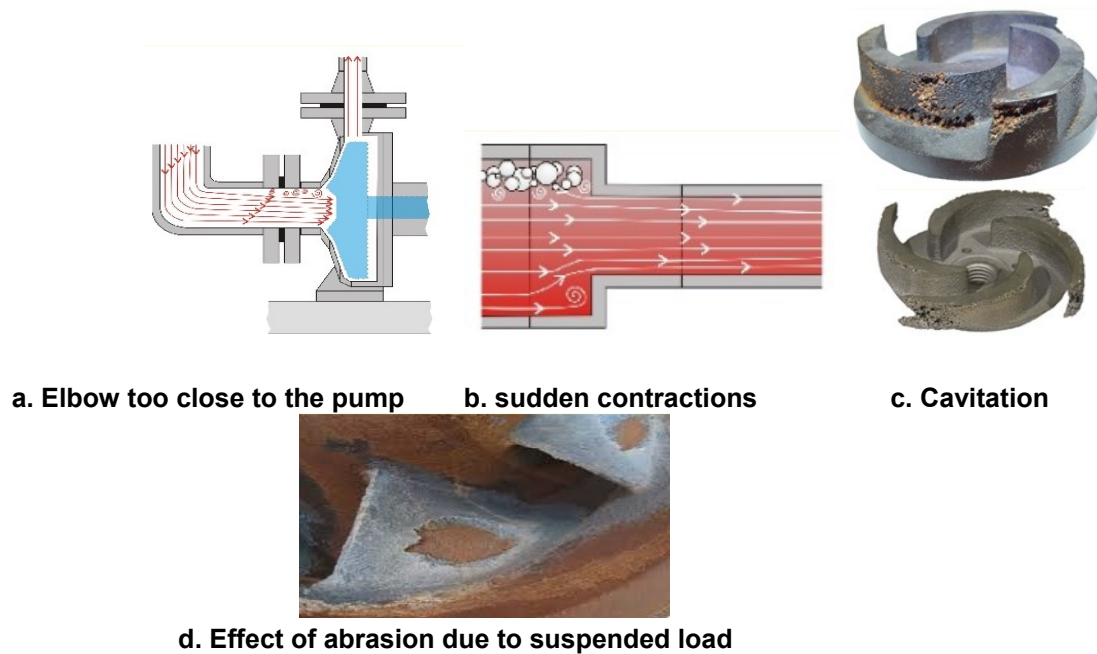 a. Elbow too close to the pump
b. sudden contractions
c. Cavitation
d. Effect of abrasion due to suspended load